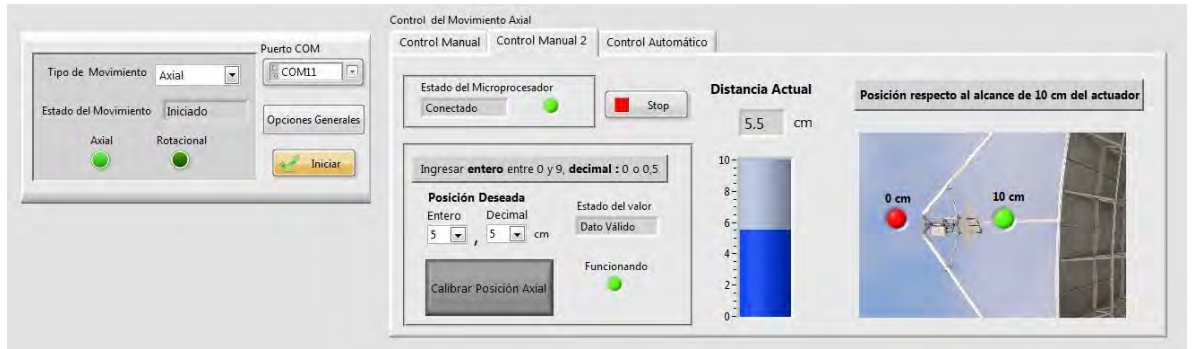 Puerto COM
Tipo de Movimiento Axial
COM11
Estado del Movimiento Iniciado
Opciones Generales
Axial Rotacional
Iniciar
Control del Movimiento Axial
Control Manual Control Manual 2 Control Automático
Estado del Microprocesador
Conectado
Stop
Ingresar entero entre 0 y 9, decimal : 0 o 0,5
Posición Deseada
Entero Decimal
5 , 5 cm
Estado del valor
Dato Válido
Calibrar Posición Axial
Funcionando
Distancia Actual
5.5 cm
10
8
6
4
2
0
Posición respecto al alcance de 10 cm del actuador
0 cm 10 cm